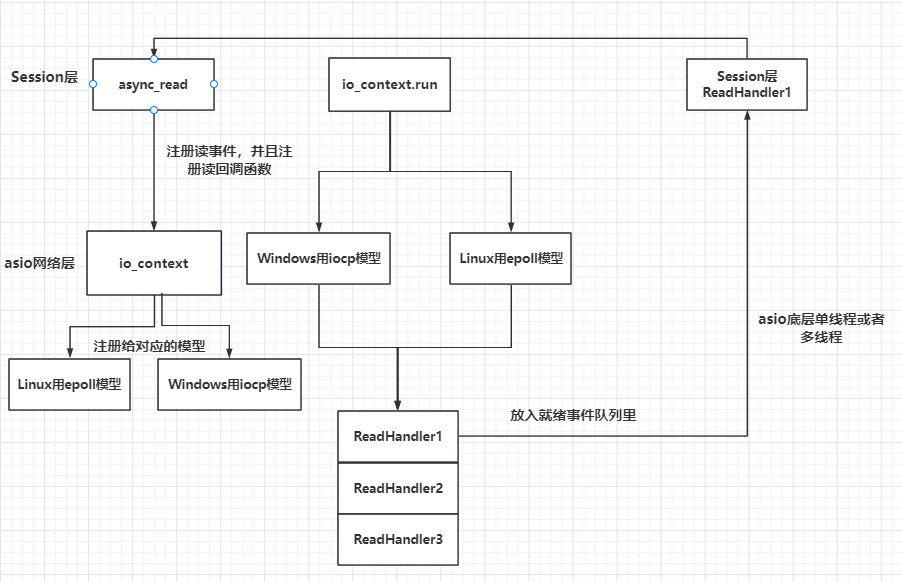 Session层
async_read
io_context.run
Session层
ReadHandler1
注册读事件，并且注
册读回调函数
asio网络层
io_context
Windows用iocp模型
Linux用epoll模型
asio底层单线程或者
多线程
注册给对应的模型
Linux用epoll模型
Windows用iocp模型
放入就绪事件队列里
ReadHandler1
ReadHandler2
ReadHandler3